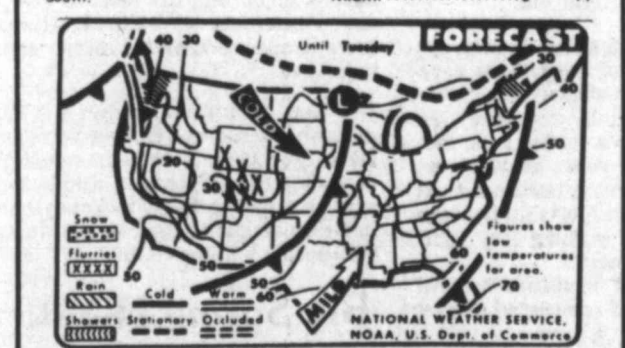 FORECAST
Until Tuesday
40 30
30
40
COLD
L
50
20
30
Snow
Flurries
XXXX
Rain
Showers
50
50
50
60
60
70
MILD
Figures show
low
temperatures
for area.
Cold Warm
Stationary Occluded
NATIONAL WEATHER SERVICE,
NOAA, U.S. Dept. of Commerce